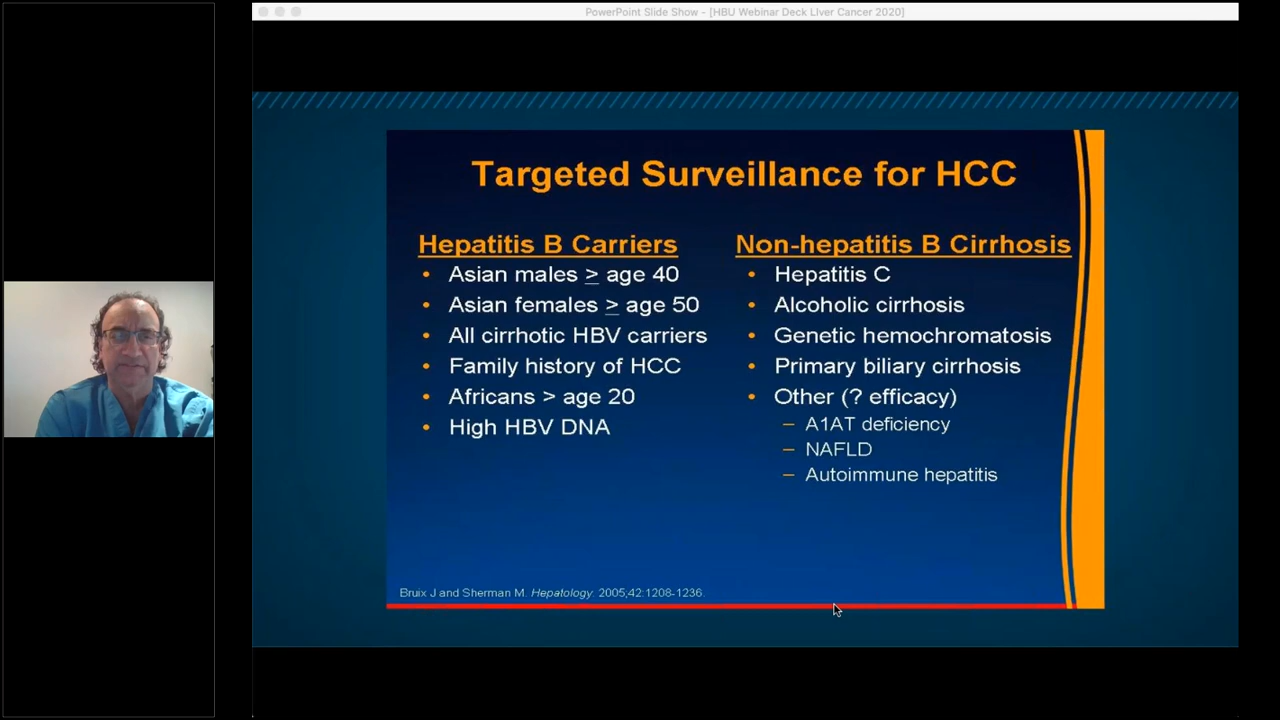 PowerPoint Slide Show - [HBU Webinar Deck LIver Cancer 2020]
Targeted Surveillance for HCC
Hepatitis B Carriers
• Asian males ≥ age 40
• Asian females ≥ age 50
• All cirrhotic HBV carriers
• Family history of HCC
• Africans > age 20
• High HBV DNA
Non-hepatitis B Cirrhosis
• Hepatitis C
• Alcoholic cirrhosis
• Genetic hemochromatosis
• Primary biliary cirrhosis
• Other (? efficacy)
– A1AT deficiency
– NAFLD
– Autoimmune hepatitis
Bruix J and Sherman M. Hepatology. 2005;42:1208-1236.